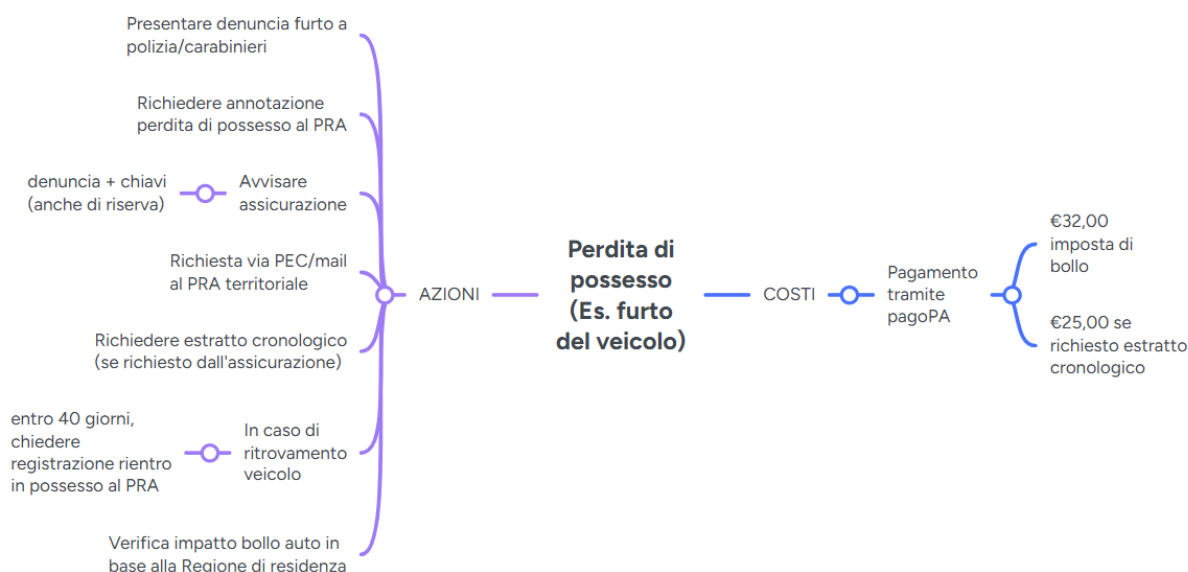 Presentare denuncia furto a
polizia/carabinieri
Richiedere annotazione
perdita di possesso al PRA
denuncia + chiavi
(anche di riserva)
Avvisare
assicurazione
Richiesta via PEC/mail
al PRA territoriale
Richiedere estratto cronologico
(se richiesto dall'assicurazione)
entro 40 giorni,
chiedere
registrazione rientro
in possesso al PRA
In caso di
ritrovamento
veicolo
Verifica impatto bollo auto in
base alla Regione di residenza
AZIONI
Perdita di
possesso
(Es. furto
del veicolo)
COSTI
Pagamento
tramite
pagoPA
€32,00
imposta di
bollo
€25,00 se
richiesto estratto
cronologico